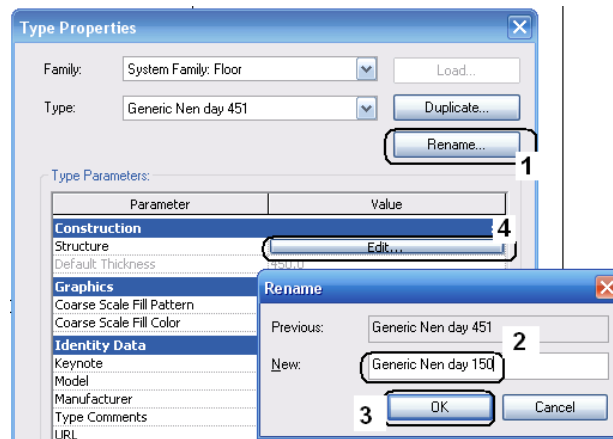 Type Properties
Family: System Family: Floor Load...
Type: Generic Nen day 451 Duplicate...
Rename...
1
Type Parameters:
Parameter Value
Construction
4
Structure Edit...
Default Thickness 450.0
Graphics
Coarse Scale Fill Pattern
Coarse Scale Fill Color
Identity Data
Keynote
Model
Manufacturer
Type Comments
URL
Rename
Previous: Generic Nen day 451
2
New: Generic Nen day 150
3 OK Cancel